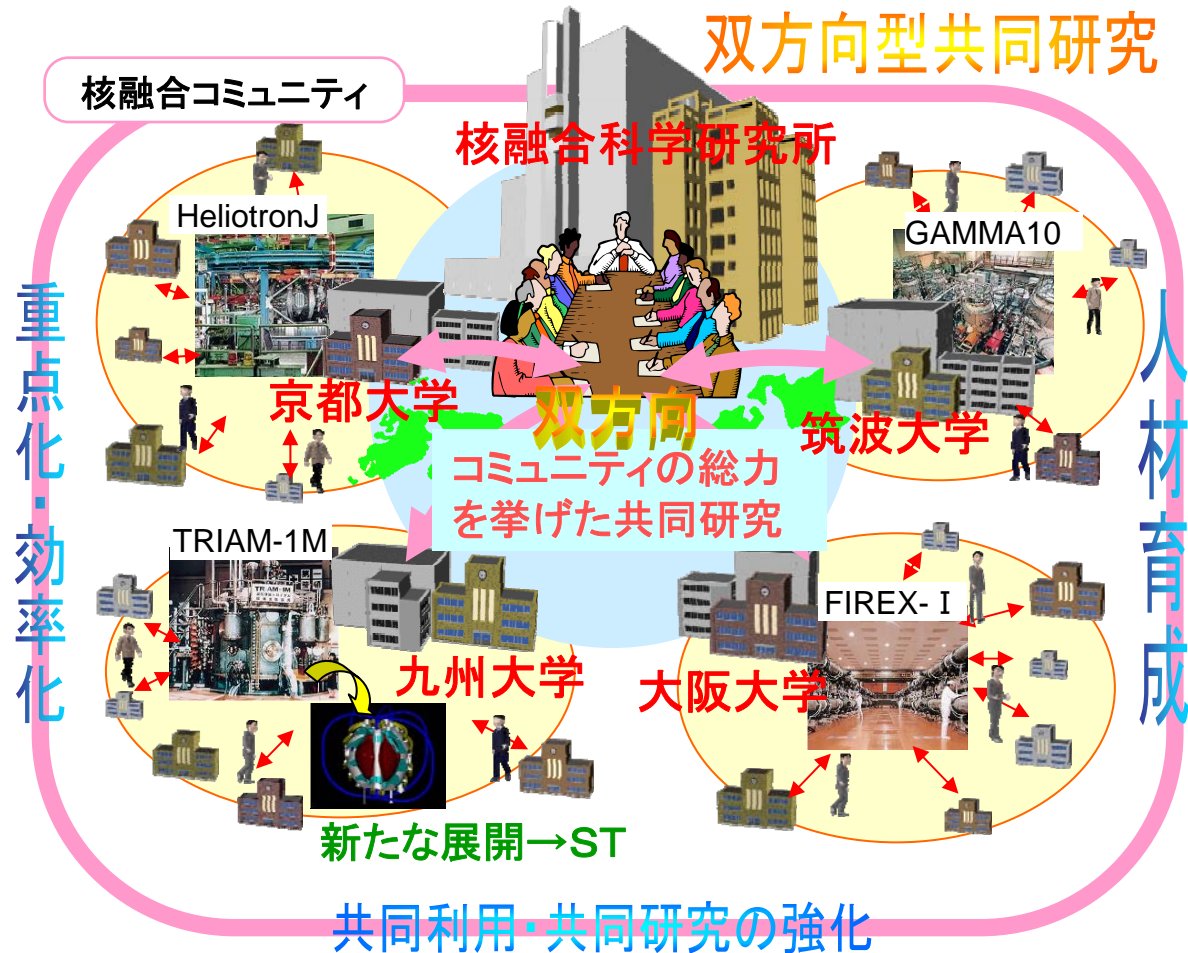 双方向型共同研究
核融合コミュニティ
核融合科学研究所
HeliotronJ
GAMMA10
京都大学
双方向
筑波大学
コミュニティの総力
を挙げた共同研究
重点化・効率化
人材育成
TRIAM-1M
TRIAM-1M
FIREX-Ⅰ
九州大学
大阪大学
新たな展開→ST
共同利用・共同研究の強化